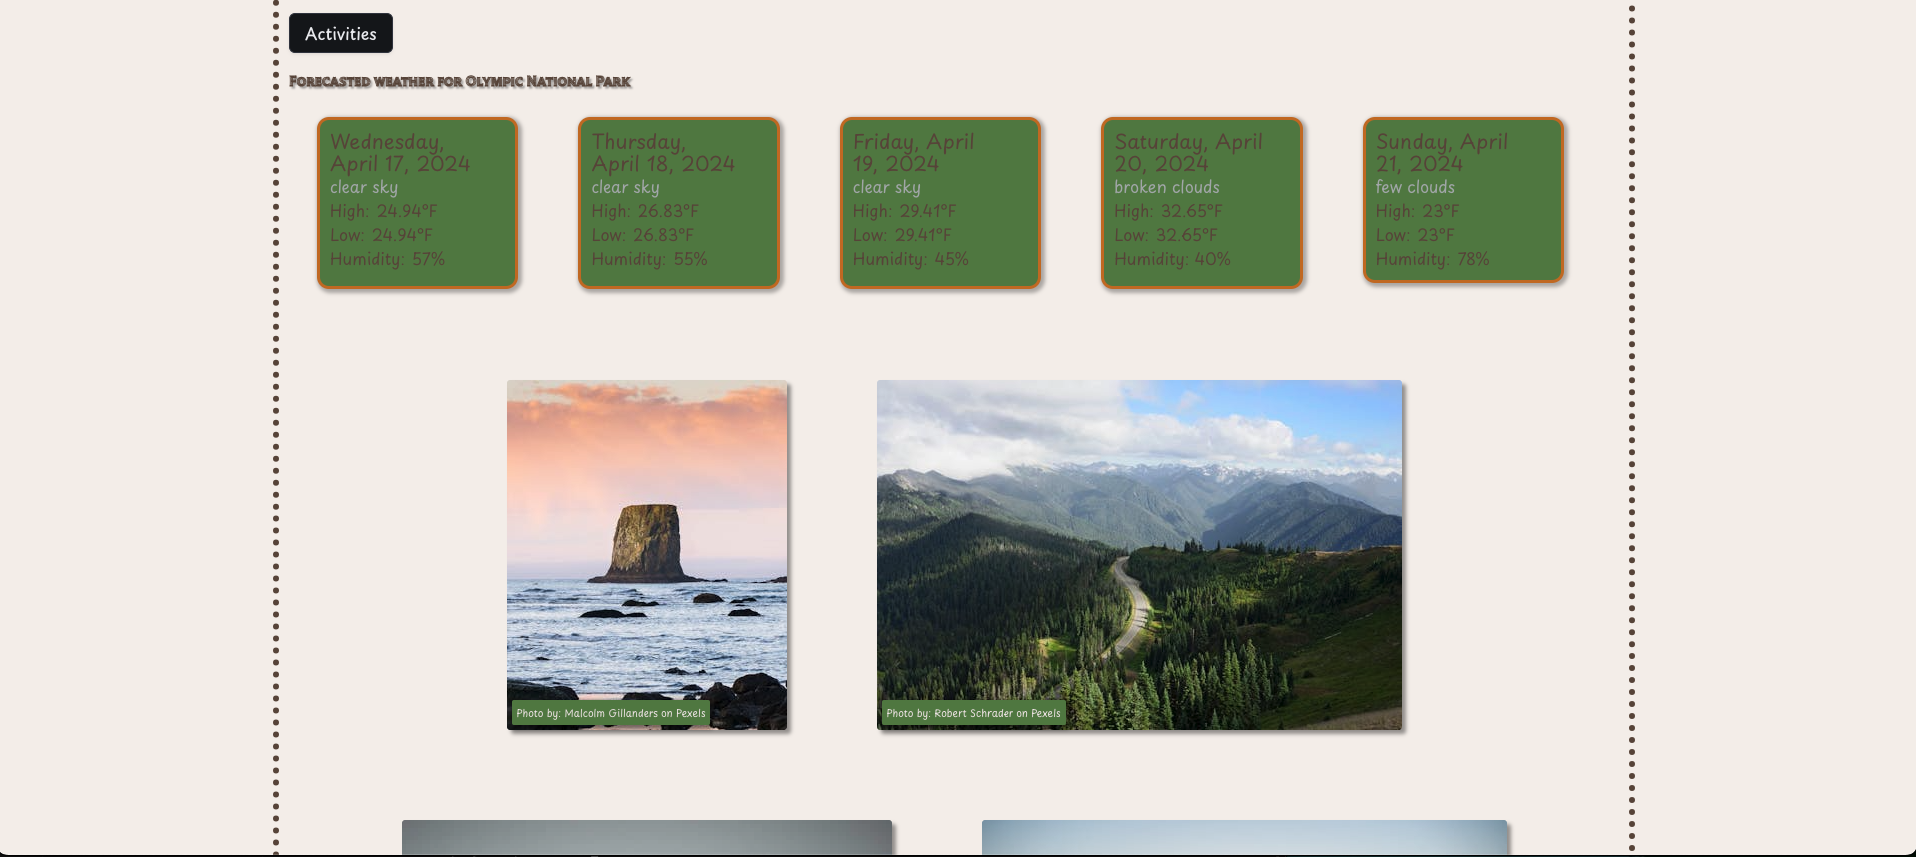 Activities
Forecasted weather for Olympic National Park
Wednesday,
April 17, 2024
clear sky
High: 24.94°F
Low: 24.94°F
Humidity: 57%
Thursday,
April 18, 2024
clear sky
High: 26.83°F
Low: 26.83°F
Humidity: 55%
Friday, April
19, 2024
clear sky
High: 29.41°F
Low: 29.41°F
Humidity: 45%
Saturday, April
20, 2024
broken clouds
High: 32.65°F
Low: 32.65°F
Humidity: 40%
Sunday, April
21, 2024
few clouds
High: 23°F
Low: 23°F
Humidity: 78%
Photo by: Malcolm Gillanders on Pexels
Photo by: Robert Schrader on Pexels